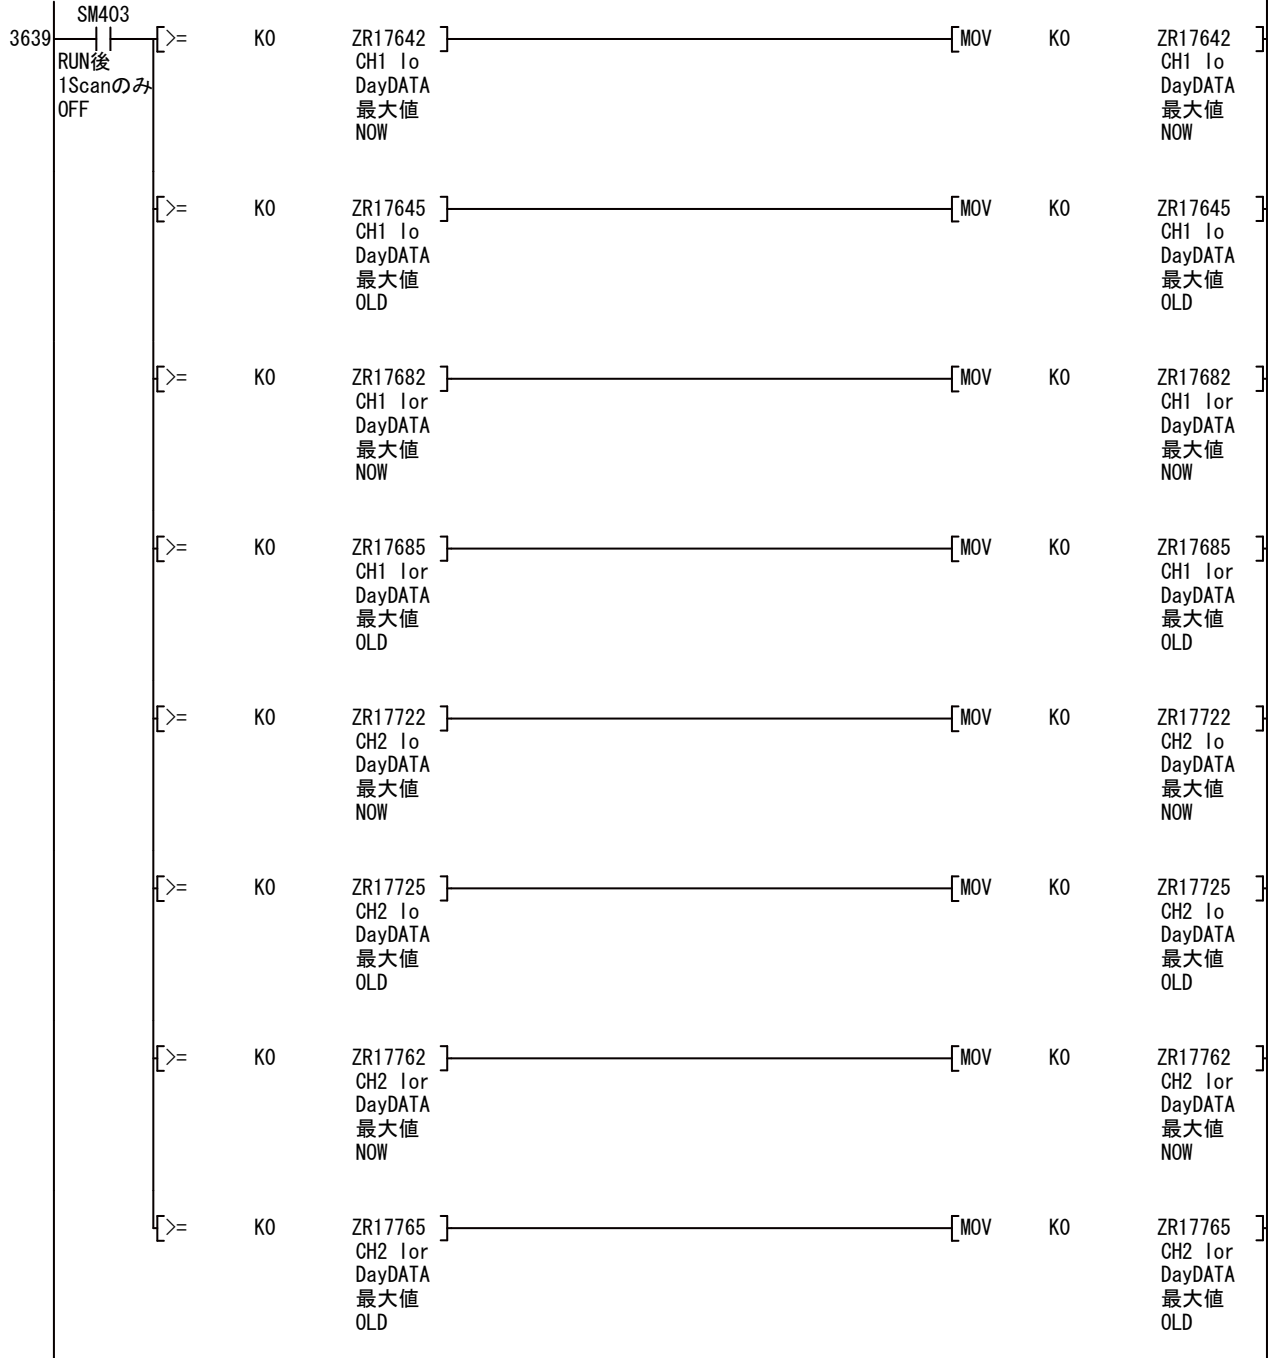 SM403
3639 [>= K0 ZR17642 ] [MOV K0 ZR17642 ]
RUN後 CH1 Io CH1 Io
1Scanのみ DayDATA DayDATA
OFF 最大値 最大値
NOW NOW
[>= K0 ZR17645 ] [MOV K0 ZR17645 ]
CH1 Io CH1 Io
DayDATA DayDATA
最大値 最大値
OLD OLD
[>= K0 ZR17682 ] [MOV K0 ZR17682 ]
CH1 Ior CH1 Ior
DayDATA DayDATA
最大値 最大値
NOW NOW
[>= K0 ZR17685 ] [MOV K0 ZR17685 ]
CH1 Ior CH1 Ior
DayDATA DayDATA
最大値 最大値
OLD OLD
[>= K0 ZR17722 ] [MOV K0 ZR17722 ]
CH2 Io CH2 Io
DayDATA DayDATA
最大値 最大値
NOW NOW
[>= K0 ZR17725 ] [MOV K0 ZR17725 ]
CH2 Io CH2 Io
DayDATA DayDATA
最大値 最大値
OLD OLD
[>= K0 ZR17762 ] [MOV K0 ZR17762 ]
CH2 Ior CH2 Ior
DayDATA DayDATA
最大値 最大値
NOW NOW
[>= K0 ZR17765 ] [MOV K0 ZR17765 ]
CH2 Ior CH2 Ior
DayDATA DayDATA
最大値 最大値
OLD OLD